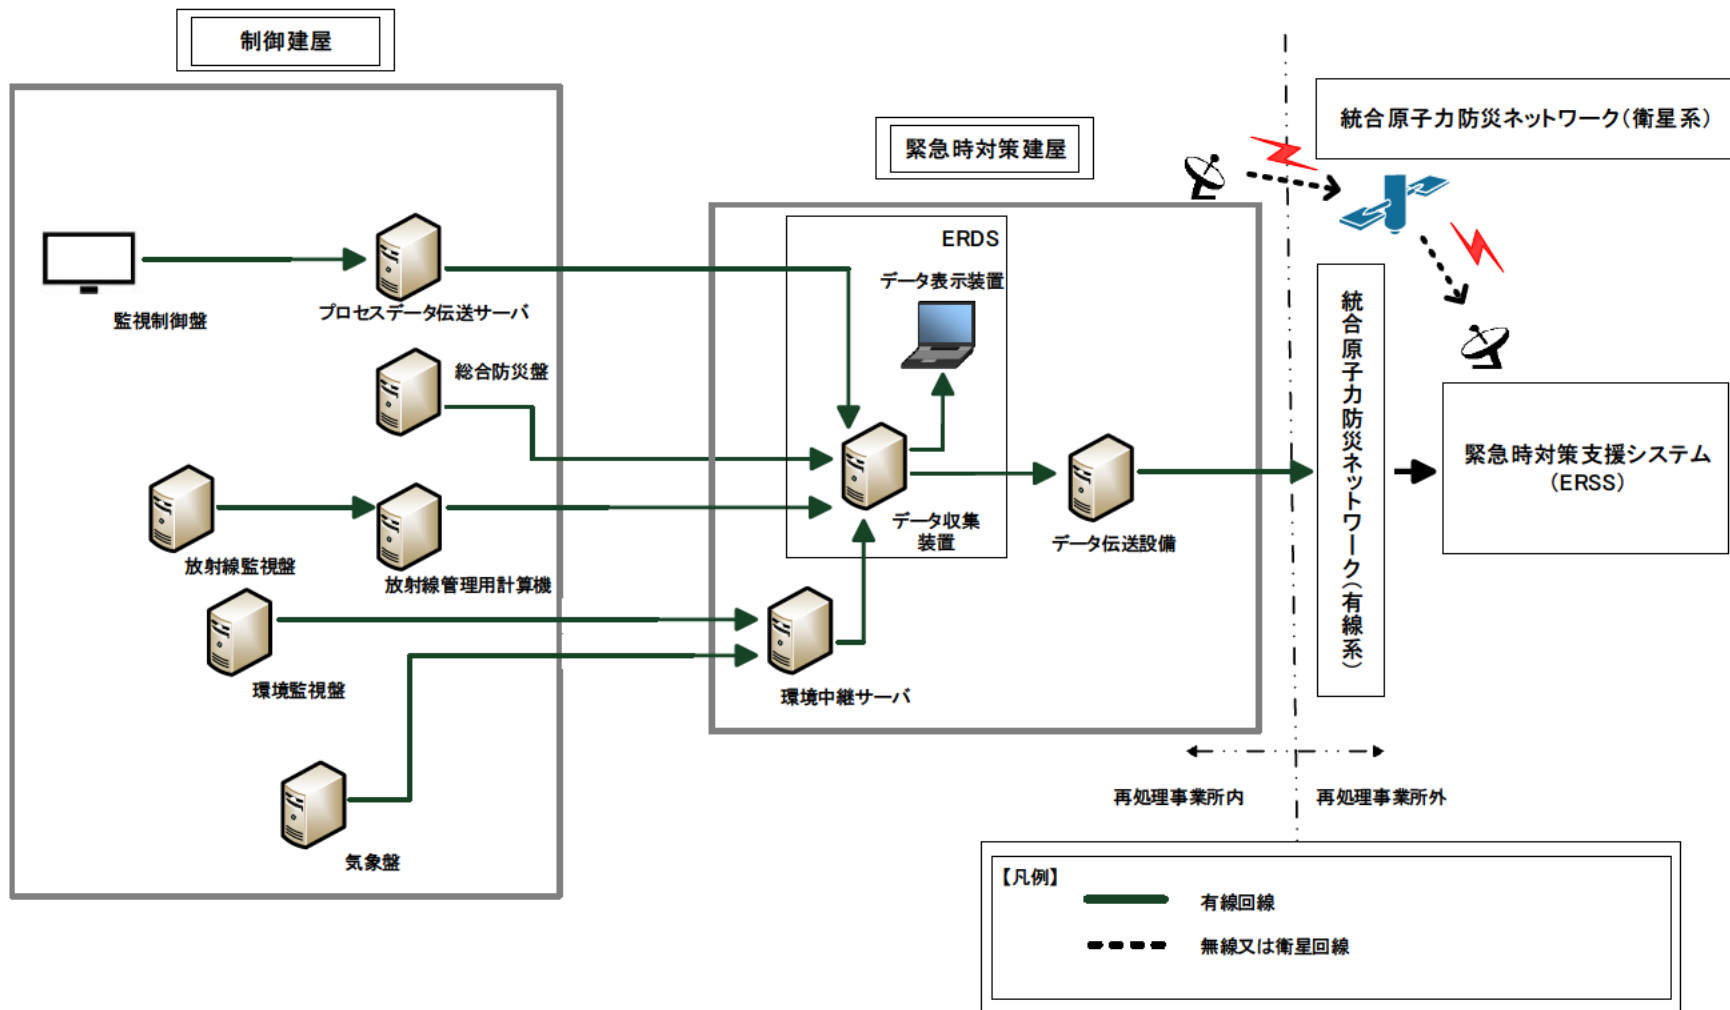 制御建屋
統合原子力防災ネットワーク(衛星系)
緊急時対策建屋
ERDS
データ表示装置
監視制御盤
プロセスデータ伝送サーバ
総合防災盤
統合原子力防災ネットワーク(有線系)
緊急時対策支援システム
(ERSS)
データ収集
装置
データ伝送設備
放射線監視盤
放射線管理用計算機
環境監視盤
環境中継サーバ
気象盤
再処理事業所内
再処理事業所外
【凡例】
有線回線
無線又は衛星回線